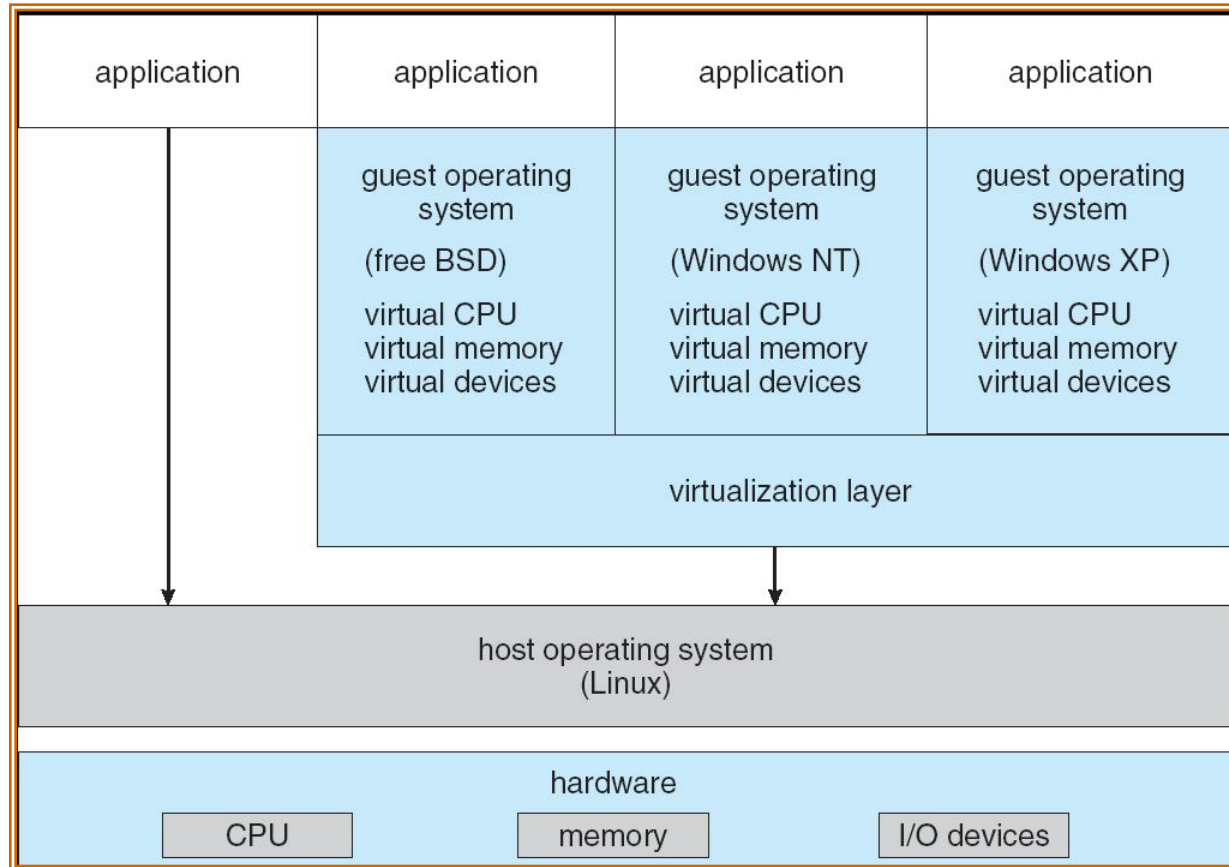 application
application
application
application
guest operating
system
(free BSD)
virtual CPU
virtual memory
virtual devices
guest operating
system
(Windows NT)
virtual CPU
virtual memory
virtual devices
guest operating
system
(Windows XP)
virtual CPU
virtual memory
virtual devices
virtualization layer
host operating system
(Linux)
hardware
CPU
memory
I/O devices